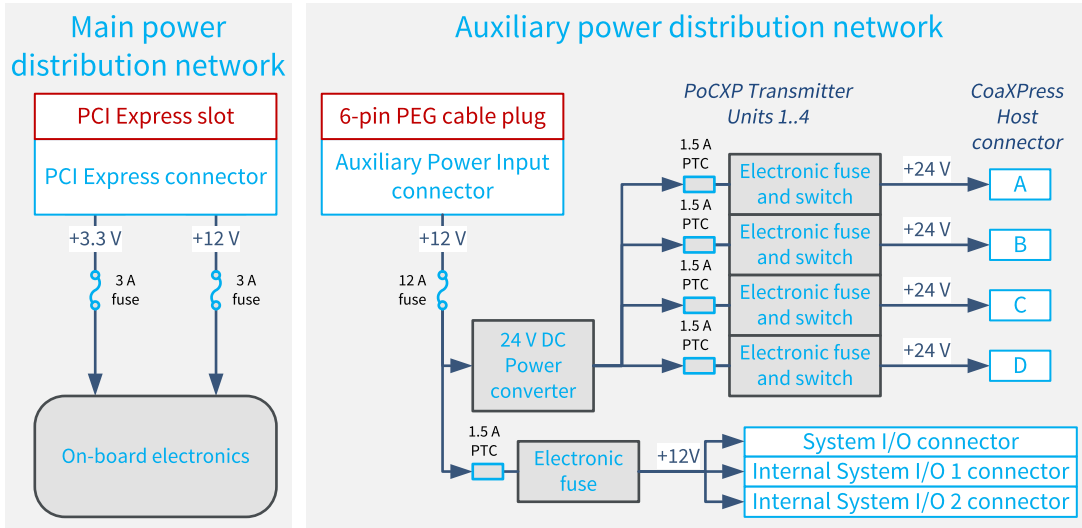 Main power
distribution network
PCI Express slot
PCI Express connector
+3.3 V
+12 V
3 A
fuse
3 A
fuse
On-board electronics
Auxiliary power distribution network
6-pin PEG cable plug
Auxiliary Power Input
connector
+12 V
12 A
fuse
24 V DC
Power
converter
PoCXP Transmitter
Units 1..4
CoaXPress
Host
connector
1.5 A
PTC
Electronic fuse
and switch
+24 V
A
1.5 A
PTC
Electronic fuse
and switch
+24 V
B
1.5 A
PTC
Electronic fuse
and switch
+24 V
C
1.5 A
PTC
Electronic fuse
and switch
+24 V
D
1.5 A
PTC
Electronic
fuse
+12V
System I/O connector
Internal System I/O 1 connector
Internal System I/O 2 connector